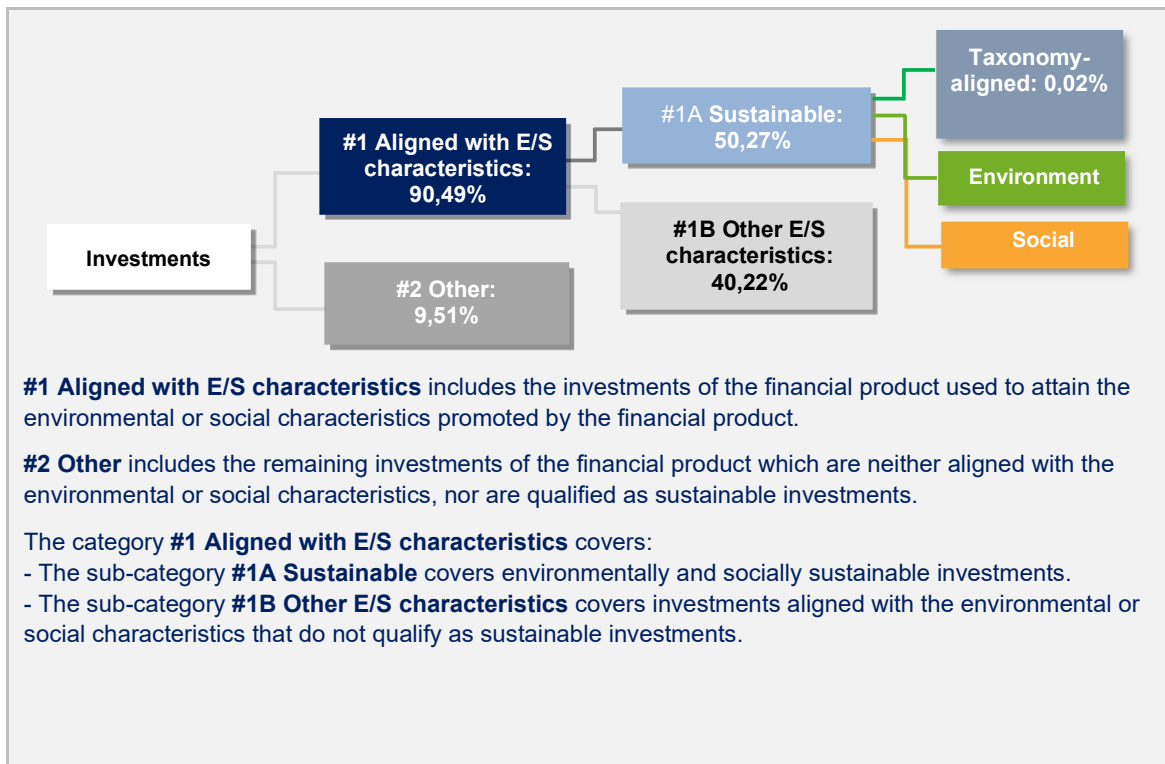 Investments
#1 Aligned with E/S
characteristics:
90,49%
#2 Other:
9,51%
#1A Sustainable:
50,27%
#1B Other E/S
characteristics:
40,22%
Taxonomy-
aligned: 0,02%
Environment
Social
#1 Aligned with E/S characteristics includes the investments of the financial product used to attain the
environmental or social characteristics promoted by the financial product.
#2 Other includes the remaining investments of the financial product which are neither aligned with the
environmental or social characteristics, nor are qualified as sustainable investments.
The category #1 Aligned with E/S characteristics covers:
- The sub-category #1A Sustainable covers environmentally and socially sustainable investments.
- The sub-category #1B Other E/S characteristics covers investments aligned with the environmental or
social characteristics that do not qualify as sustainable investments.